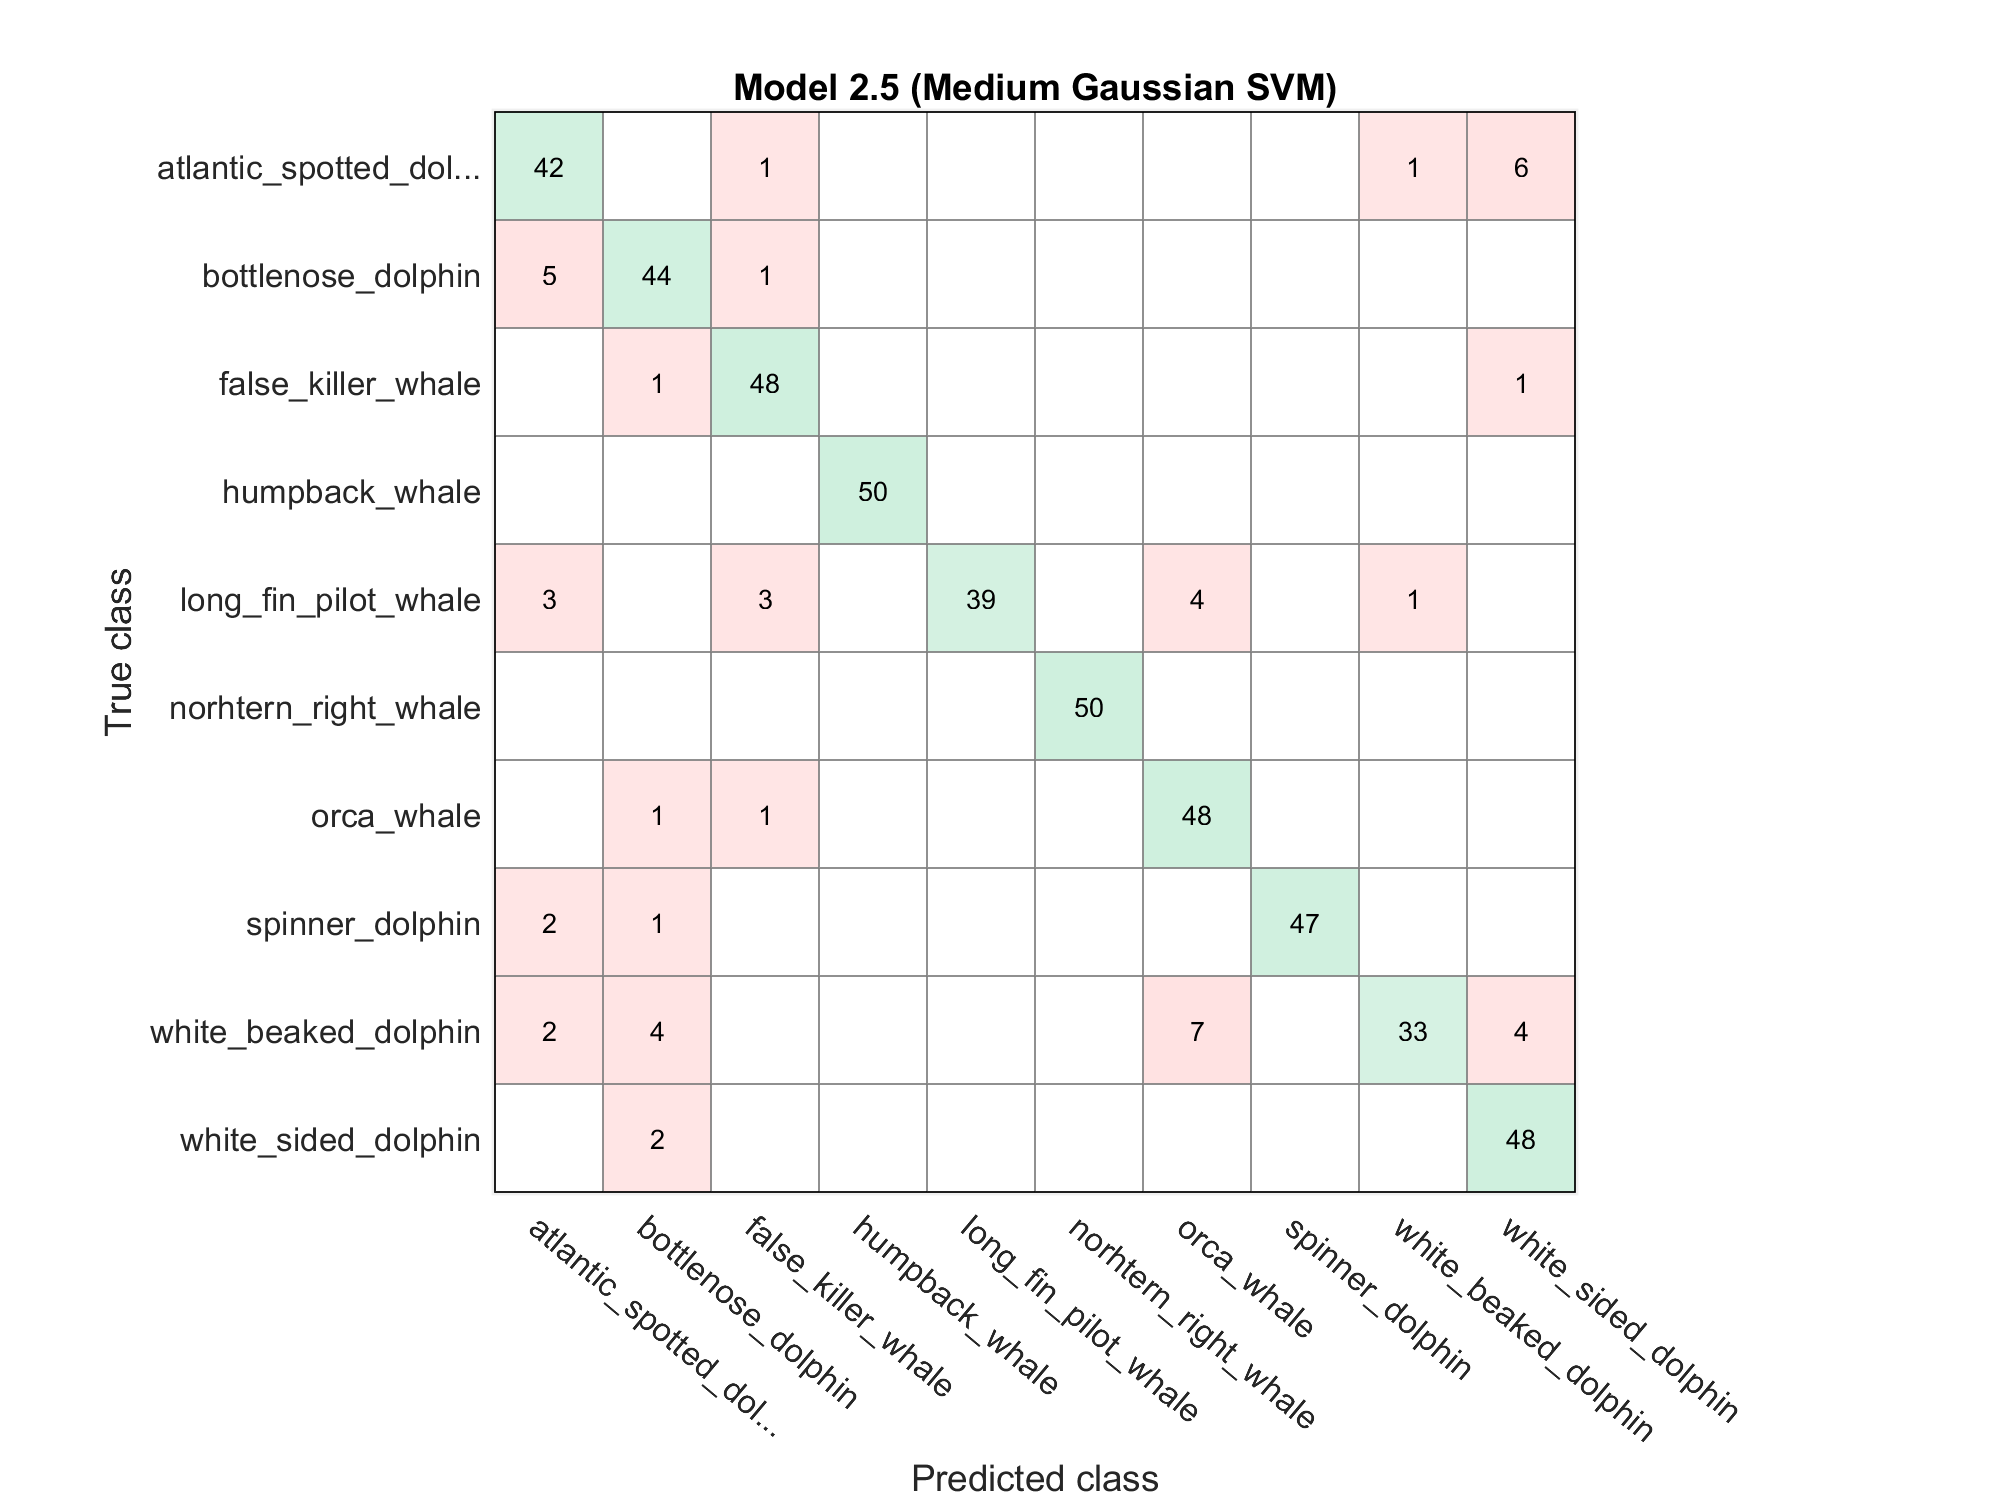 Model 2.5 (Medium Gaussian SVM)
True class
atlantic_spotted_dol... 42 1 1 6
bottlenose_dolphin 5 44 1
false_killer_whale 1 48 1
humpback_whale 50
long_fin_pilot_whale 3 3 39 4 1
norhtern_right_whale 50
orca_whale 1 1 48
spinner_dolphin 2 1 47
white_beaked_dolphin 2 4 7 33 4
white_sided_dolphin 2 48
atlantic_spotted_dol...
bottlenose_dolphin
false_killer_whale
humpback_whale
long_fin_pilot_whale
norhtern_right_whale
orca_whale
spinner_dolphin
white_beaked_dolphin
white_sided_dolphin
Predicted class